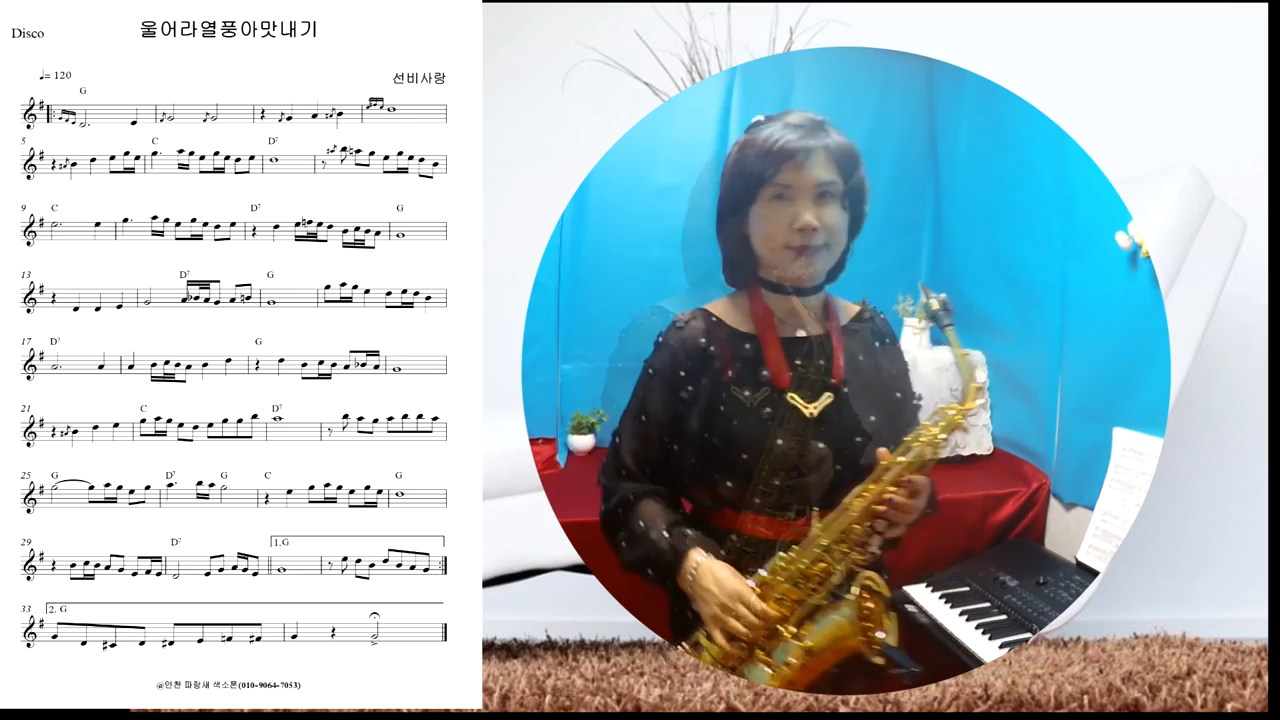 울어라열풍아맛내기
Disco
♩= 120
선비사랑
G
5 C D7
9 C D7 G
13 D7 G
17 D7 G
21 C D7
25 G D7 G C G
29 D7 1.G
33 2. G
@인천 파랑새 색소폰(010-9064-7053)